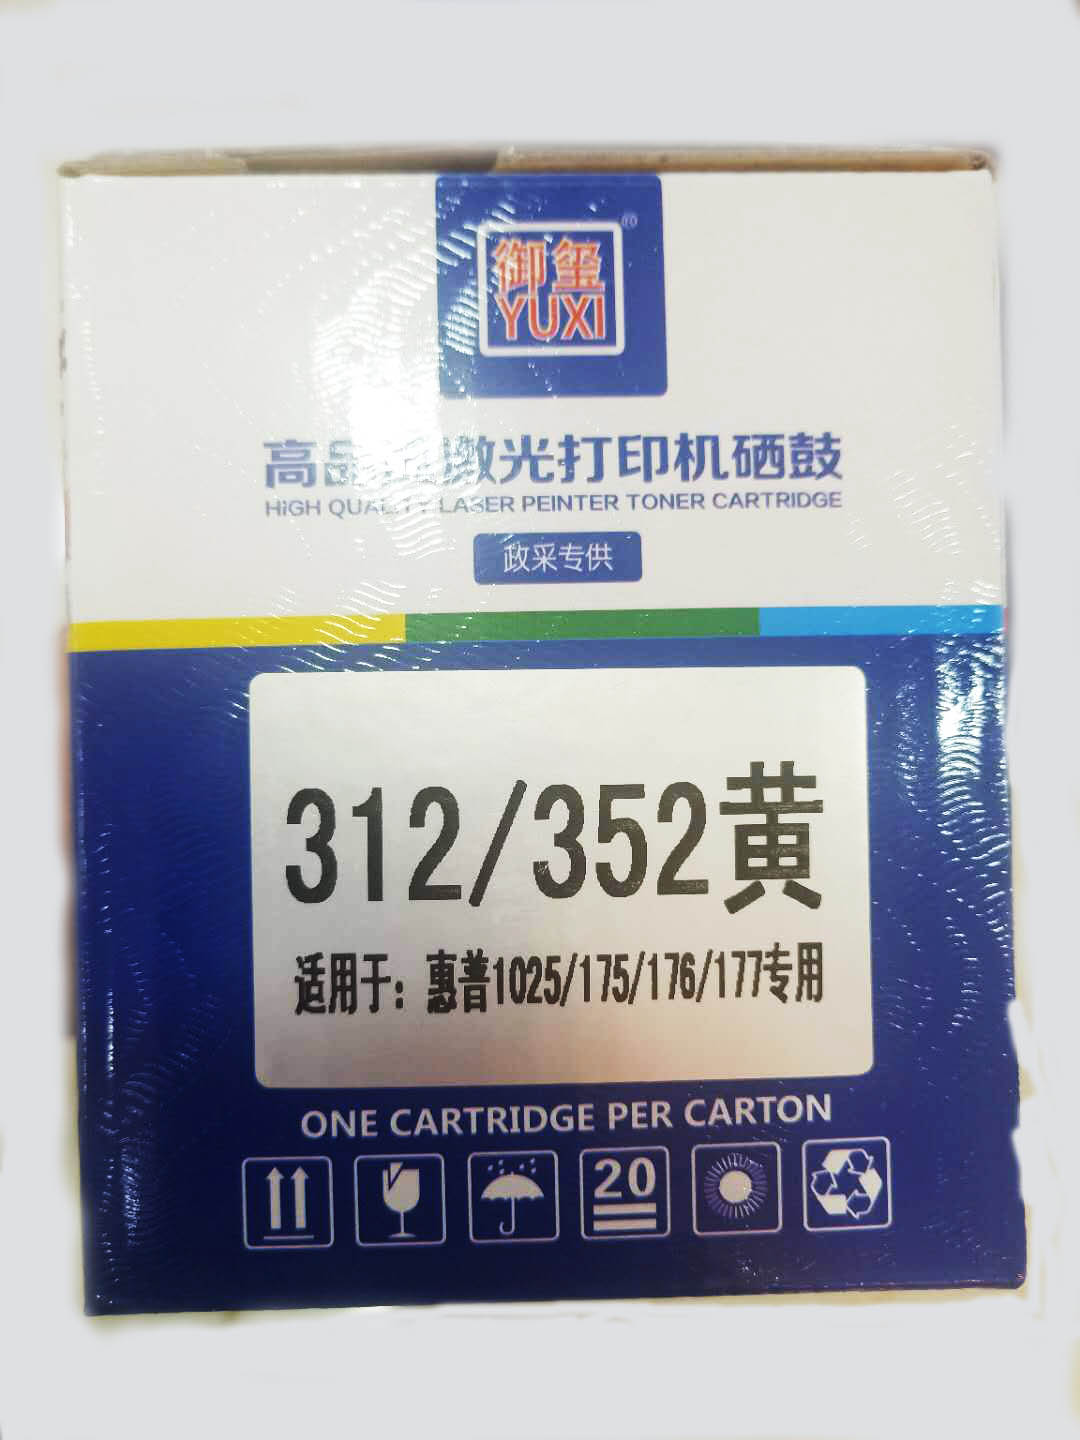 御玺
YUXI
高品质激光打印机硒鼓
HiGH QUALITY LASER PEINTER TONER CARTRIDGE
政采专供
312/352黄
适用于：惠普1025/175/176/177专用
ONE CARTRIDGE PER CARTON
20